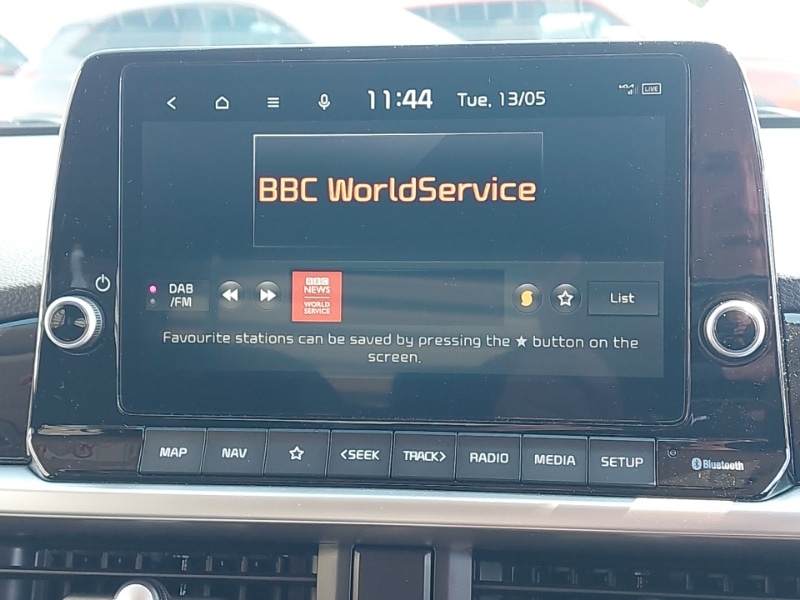 11:44 Tue, 13/05
LIVE
BBC WorldService
DAB
/FM
BBC
NEWS
WORLD
SERVICE
List
Favourite stations can be saved by pressing the ★ button on the
screen.
MAP NAV ☆ <SEEK TRACK> RADIO MEDIA SETUP
Bluetooth